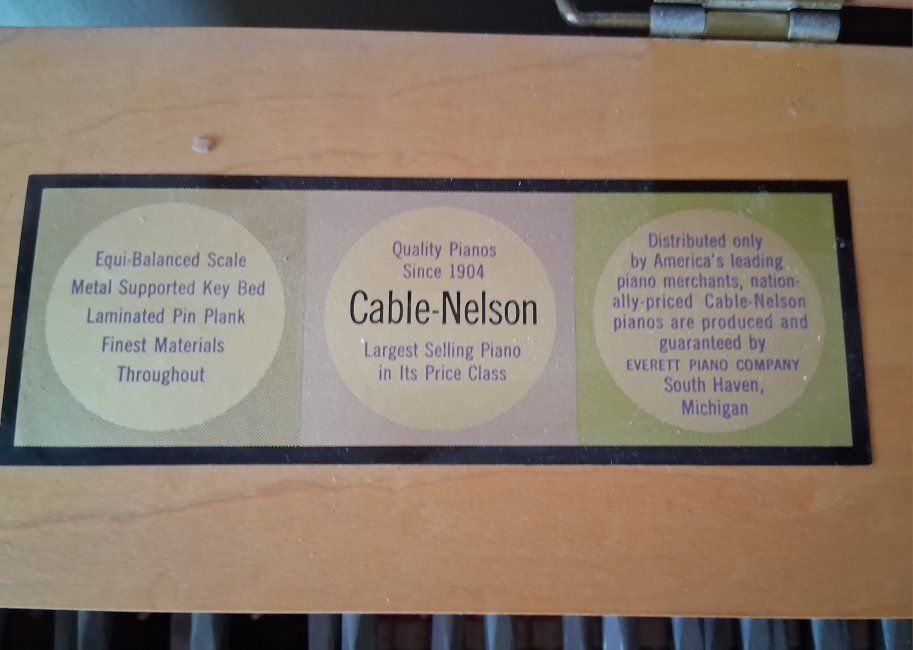 Equi-Balanced Scale
Metal Supported Key Bed
Laminated Pin Plank
Finest Materials
Throughout
Quality Pianos
Since 1904
Cable-Nelson
Largest Selling Piano
in Its Price Class
Distributed only
by America's leading
piano merchants, nation-
ally-priced Cable-Nelson
pianos are produced and
guaranteed by
EVERETT PIANO COMPANY
South Haven,
Michigan